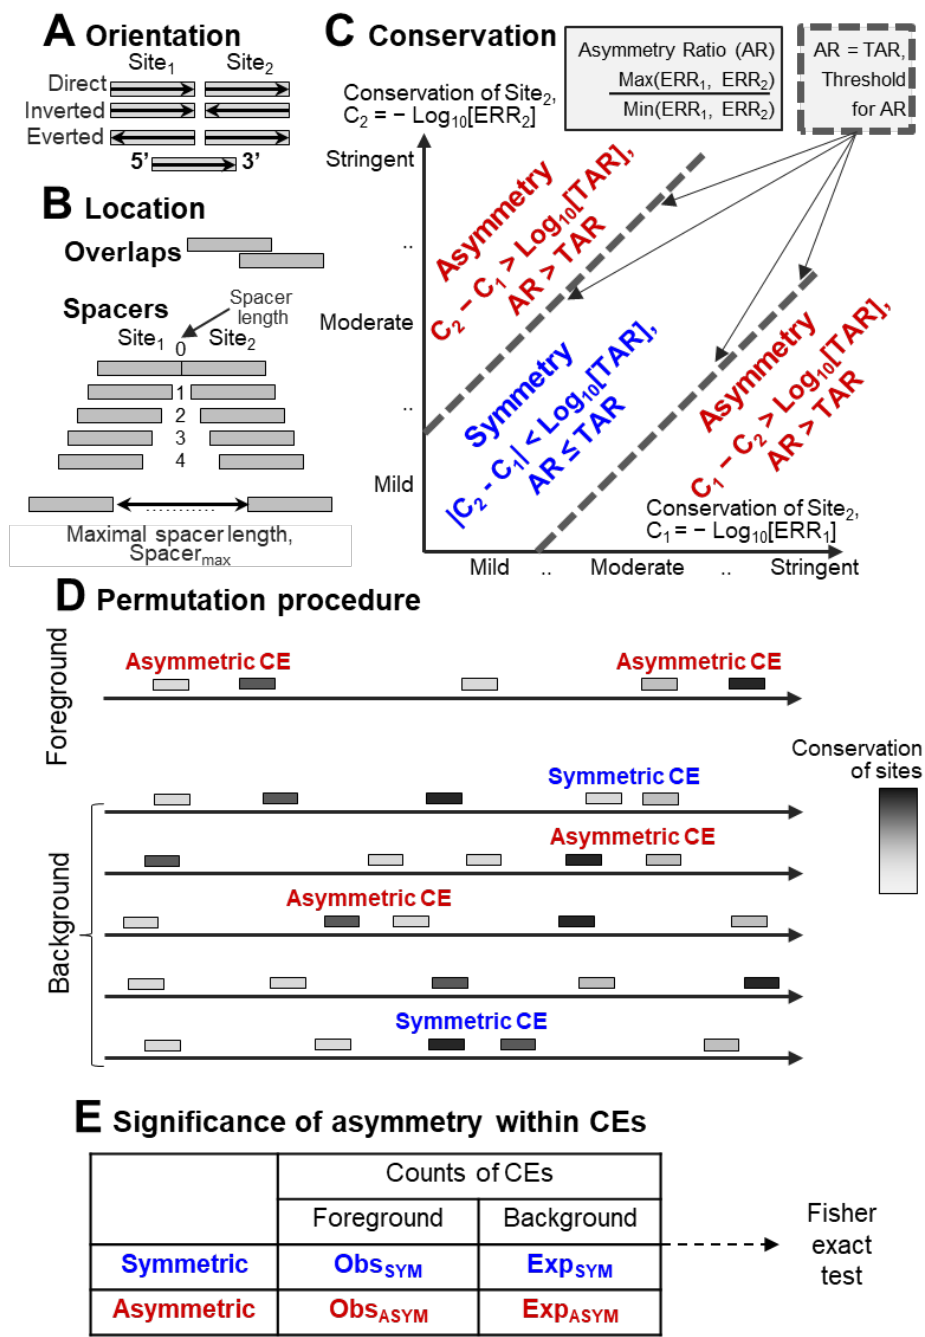 A Orientation
Site1 Site2
Direct
Inverted
Everted
5' 3'
B Location
Overlaps
Spacers
Spacer
length
Site1 Site2
0
1
2
3
4
...........
Maximal spacer length,
Spacermax
C Conservation
Asymmetry Ratio (AR)
Max(ERR1, ERR2)
Min(ERR1, ERR2)
AR = TAR,
Threshold
for AR
Conservation of Site2,
C2 = − Log10[ERR2]
Stringent
..
Moderate
..
Mild
Asymmetry
C2 − C1 > Log10[TAR],
AR > TAR
Symmetry
|C2 - C1| < Log10[TAR],
AR ≤ TAR
Asymmetry
C1 − C2 > Log10[TAR],
AR > TAR
Conservation of Site2,
C1 = − Log10[ERR1]
Mild .. Moderate .. Stringent
D Permutation procedure
Foreground
Asymmetric CE Asymmetric CE
Conservation
of sites
Background
Symmetric CE
Asymmetric CE
Asymmetric CE
Symmetric CE
E Significance of asymmetry within CEs
Counts of CEs
Foreground Background
Symmetric ObsSYM ExpSYM
Asymmetric ObsASYM ExpASYM
Fisher
exact
test